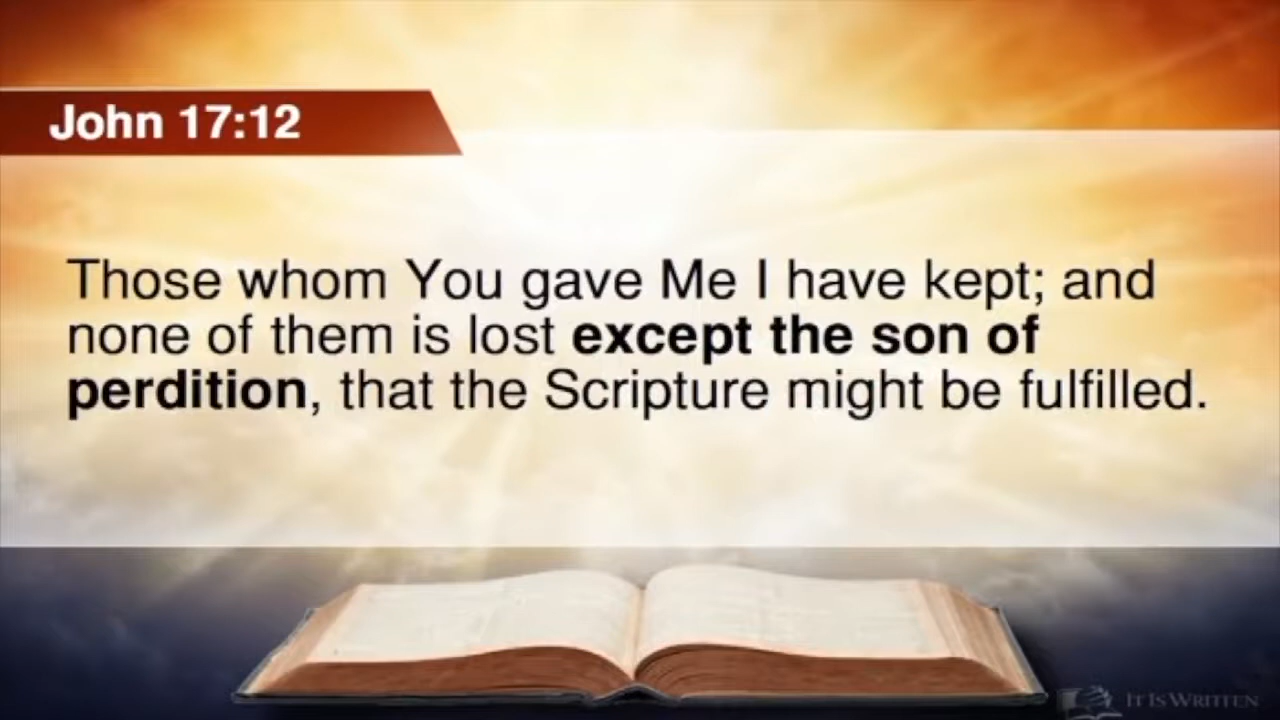 John 17:12
Those whom You gave Me I have kept; and
none of them is lost except the son of
perdition, that the Scripture might be fulfilled.
IT IS WRITTEN